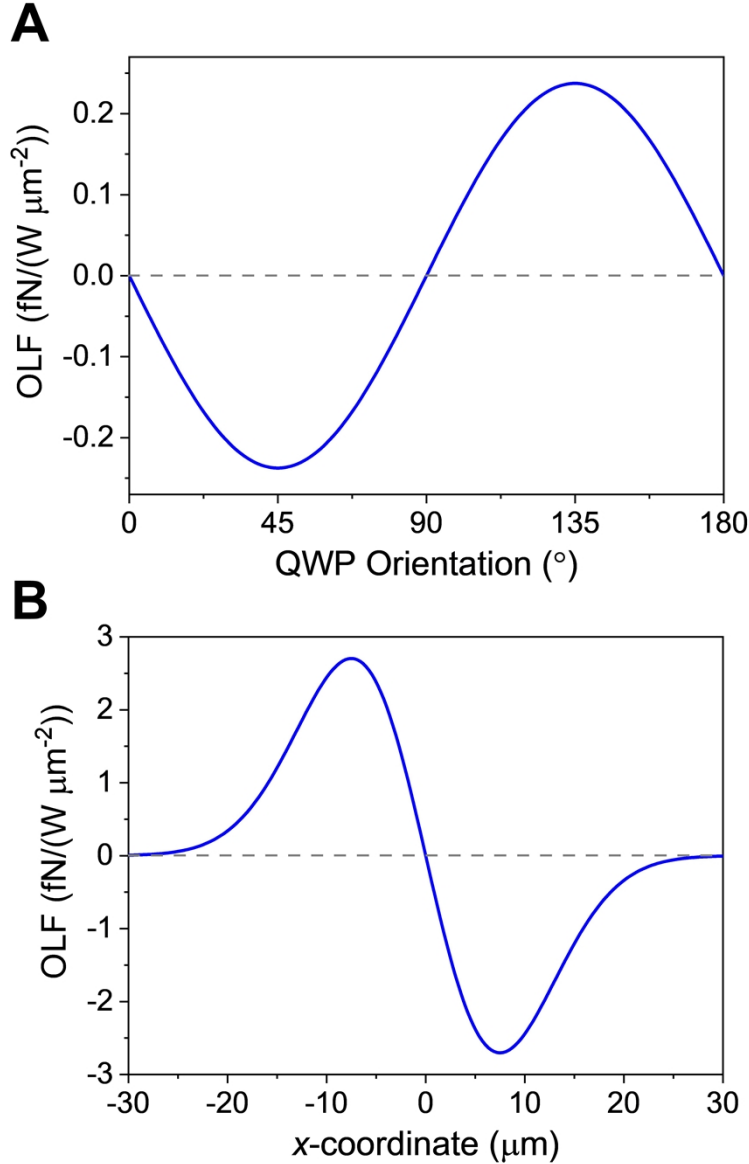 A
OLF (fN/(W μm⁻²))
0.2
0.1
0.0
-0.1
-0.2
0 45 90 135 180
QWP Orientation (°)
B
OLF (fN/(W μm⁻²))
3
2
1
0
-1
-2
-3
-30 -20 -10 0 10 20 30
x-coordinate (μm)